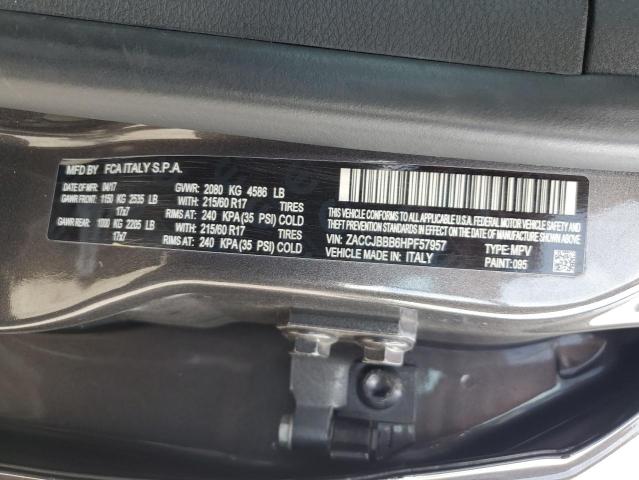 MFD BY FCA ITALY S.P.A.
DATE: 04/17 GVWR: 2080 KG 4586 LB
GAWR FRONT: 1150 KG 2535 LB WITH: 215/60 R17 TIRES
17x7 RIMS AT: 240 KPA(35 PSI) COLD
GAWR REAR: 1000 KG 2205 LB WITH: 215/60 R17 TIRES
17x7 RIMS AT: 240 KPA(35 PSI) COLD
THIS VEHICLE CONFORMS TO ALL APPLICABLE U.S.A. FEDERAL MOTOR VEHICLE SAFETY AND
THEFT PREVENTION STANDARDS IN EFFECT ON THE DATE OF MANUFACTURE SHOWN ABOVE.
VIN: ZACCJBBB6HPF57957 TYPE: MPV
VEHICLE MADE IN: ITALY PAINT: 095